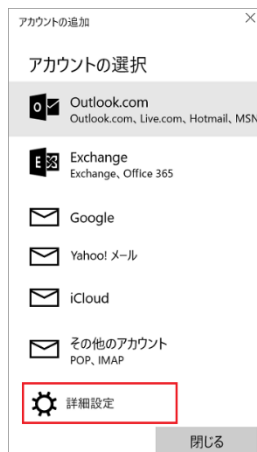 アカウントの追加
アカウントの選択
Outlook.com
Outlook.com、Live.com、Hotmail、MSN
Exchange
Exchange、Office 365
Google
Yahoo! メール
iCloud
その他のアカウント
POP、IMAP
詳細設定
閉じる